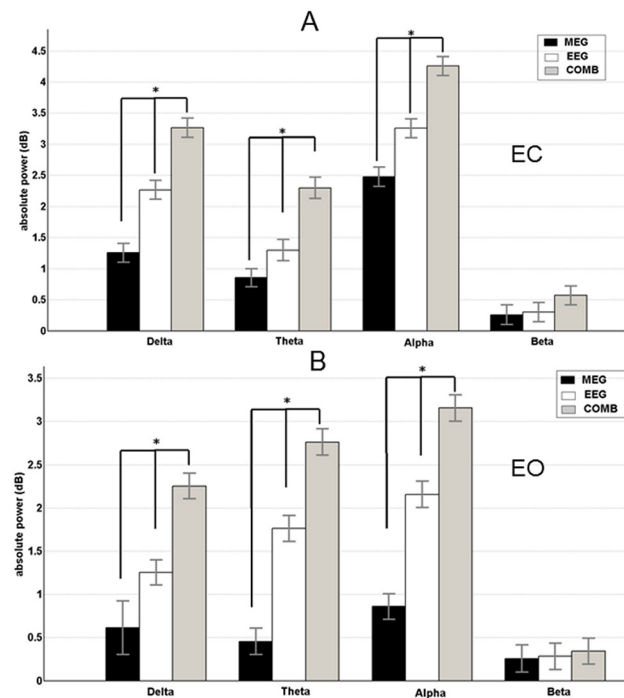 A
MEG
EEG
COMB
EC
absolute power (dB)
4.5
4
3.5
3
2.5
2
1.5
1
0.5
0
*
*
*
Delta Theta Alpha Beta
B
MEG
EEG
COMB
EO
absolute power (dB)
3.5
3
2.5
2
1.5
1
0.5
0
*
*
*
Delta Theta Alpha Beta